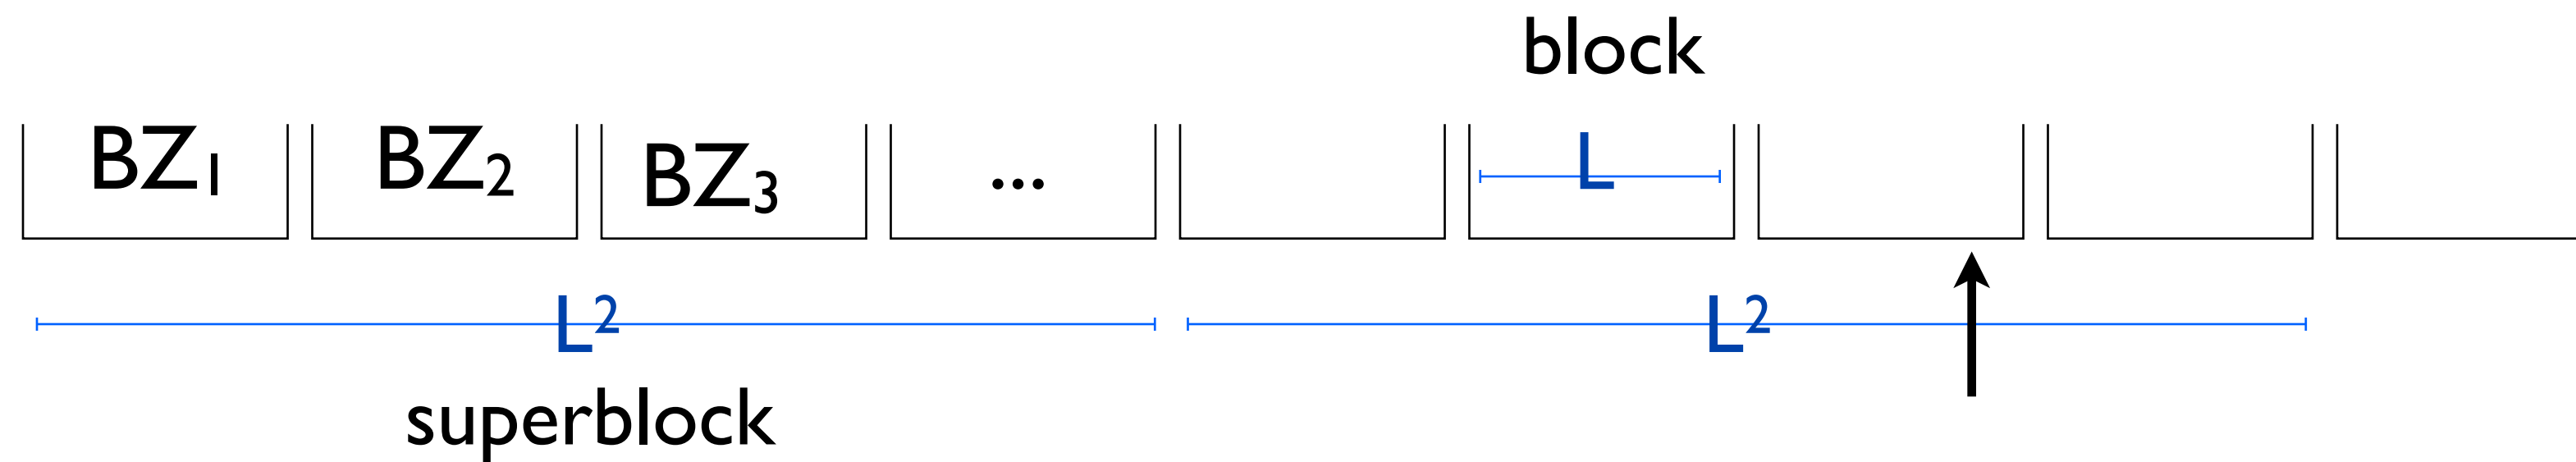 block
BZ₁ BZ₂ BZ₃ ... L
L² L²
superblock